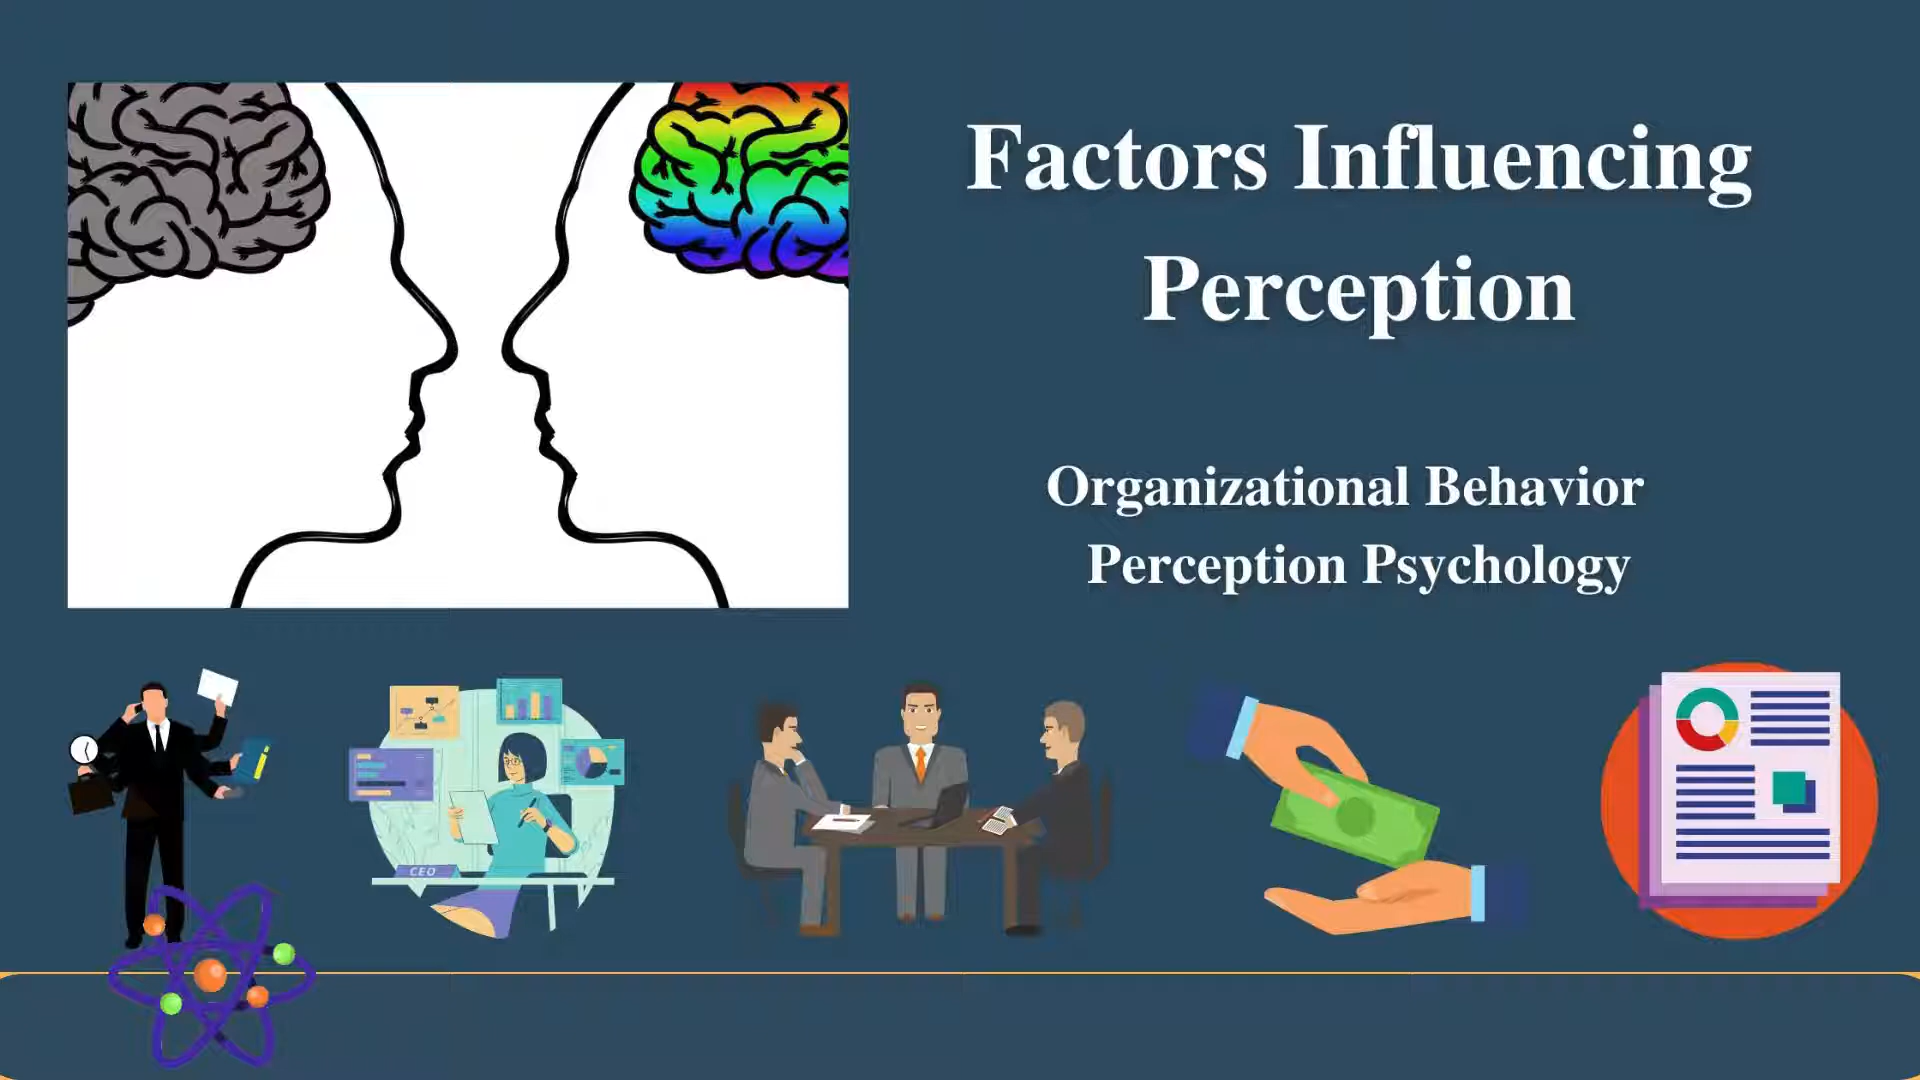 Factors Influencing
Perception
Organizational Behavior
Perception Psychology
CEO